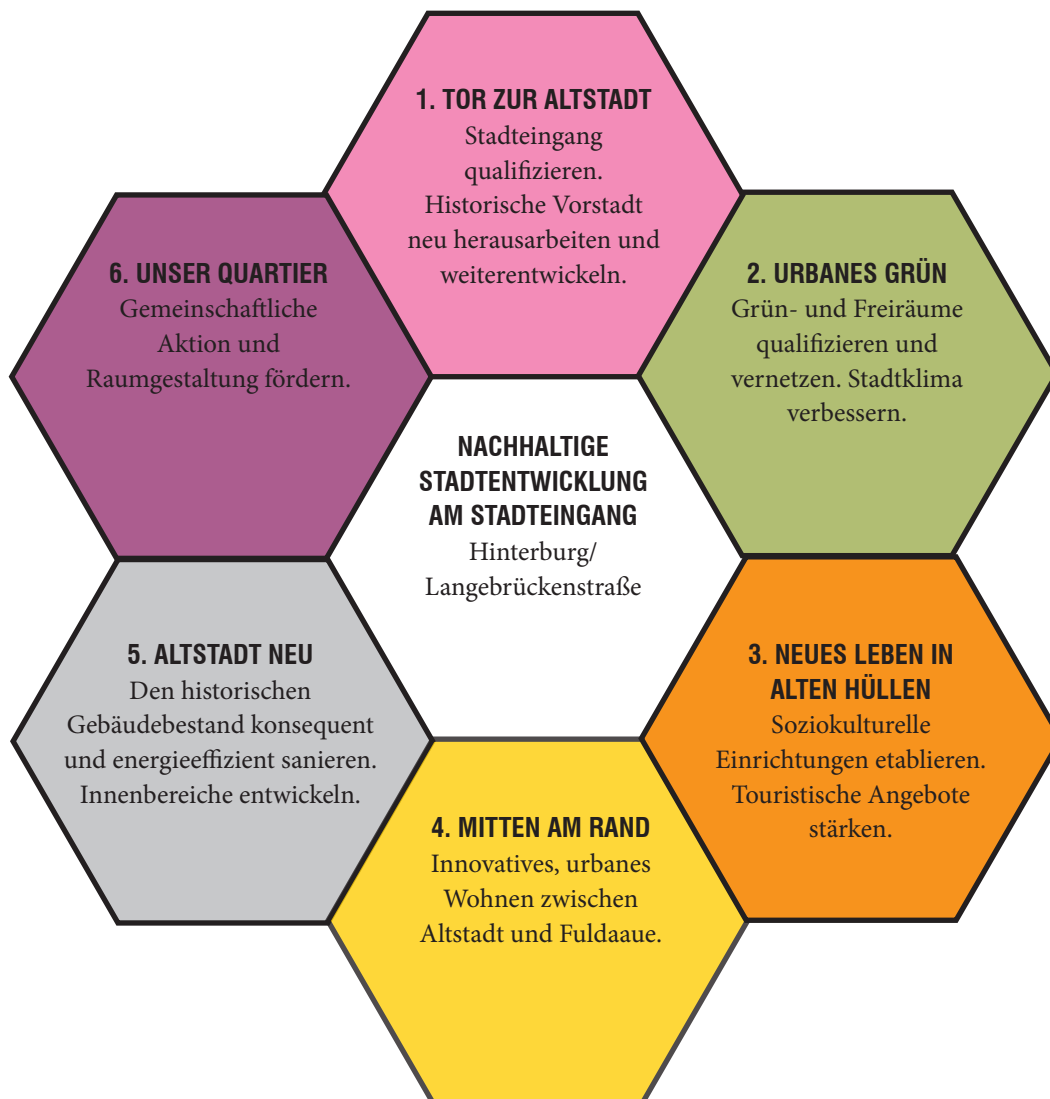 1. TOR ZUR ALTSTADT
Stadteingang
qualifizieren.
Historische Vorstadt
neu herausarbeiten und
weiterentwickeln.
2. URBANES GRÜN
Grün- und Freiräume
qualifizieren und
vernetzen. Stadtklima
verbessern.
3. NEUES LEBEN IN
ALTEN HÜLLEN
Soziokulturelle
Einrichtungen etablieren.
Touristische Angebote
stärken.
4. MITTEN AM RAND
Innovatives, urbanes
Wohnen zwischen
Altstadt und Fuldaaue.
5. ALTSTADT NEU
Den historischen
Gebäudebestand konsequent
und energieeffizient sanieren.
Innenbereiche entwickeln.
6. UNSER QUARTIER
Gemeinschaftliche
Aktion und
Raumgestaltung fördern.
NACHHALTIGE
STADTENTWICKLUNG
AM STADTEINGANG
Hinterburg/
Langebrückenstraße